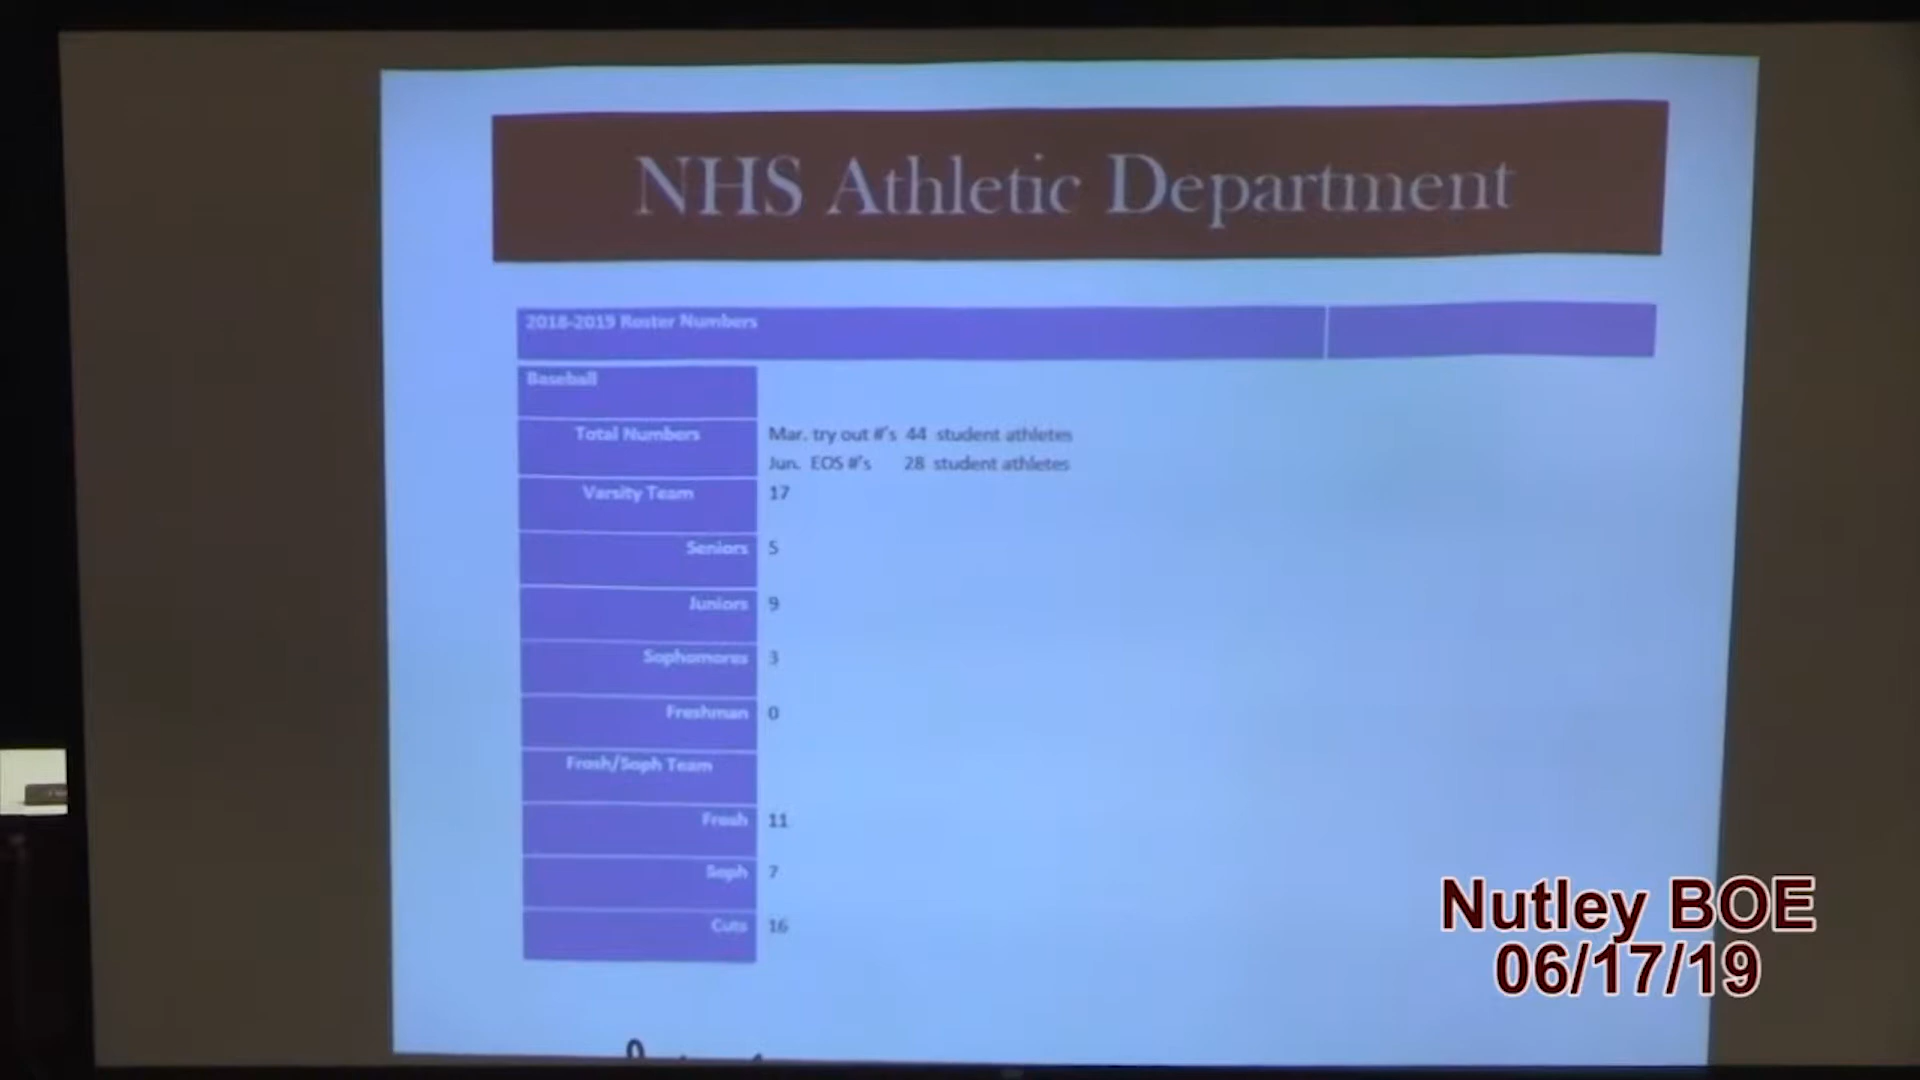 NHS Athletic Department
2018-2019 Roster Numbers
Baseball
Total Numbers Mar. try out #'s 44 student athletes
Jun. EOS #'s 28 student athletes
Varsity Team 17
Seniors 5
Juniors 9
Sophomores 3
Freshman 0
Frosh/Soph Team
Frosh 11
Soph 7
Cuts 16
Nutley BOE
06/17/19